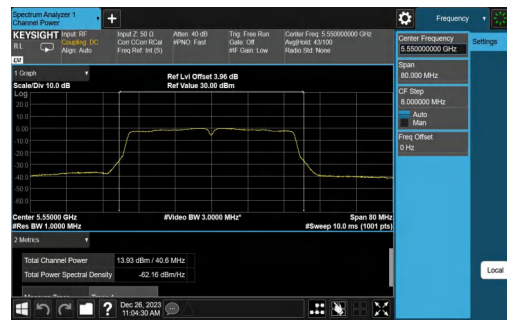 Spectrum Analyzer 1
Channel Power
Frequency
KEYSIGHT
RL
Input: RF
Coupling: DC
Align: Auto
Input Z: 50 Ω
Corr CCorr RCal
Freq Ref: Int (S)
Atten: 40 dB
#PNO: Fast
Trig: Free Run
Gate: Off
#IF Gain: Low
Center Freq: 5.550000000 GHz
Avg|Hold: 43/100
Radio Std: None
Center Frequency
5.550000000 GHz
Settings
Span
80.000 MHz
CF Step
8.000000 MHz
Auto
Man
Freq Offset
0 Hz
Local
1 Graph
Scale/Div 10.0 dB
Ref Lvl Offset 3.96 dB
Ref Value 30.00 dBm
Log
20.0
10.0
0.00
-10.0
-20.0
-30.0
-40.0
-50.0
-60.0
Center 5.55000 GHz
#Video BW 3.0000 MHz*
Span 80 MHz
#Res BW 1.0000 MHz
#Sweep 10.0 ms (1001 pts)
2 Metrics
Total Channel Power
13.93 dBm / 40.6 MHz
Total Power Spectral Density
-62.16 dBm/Hz
?
Dec 26, 2023
11:04:30 AM